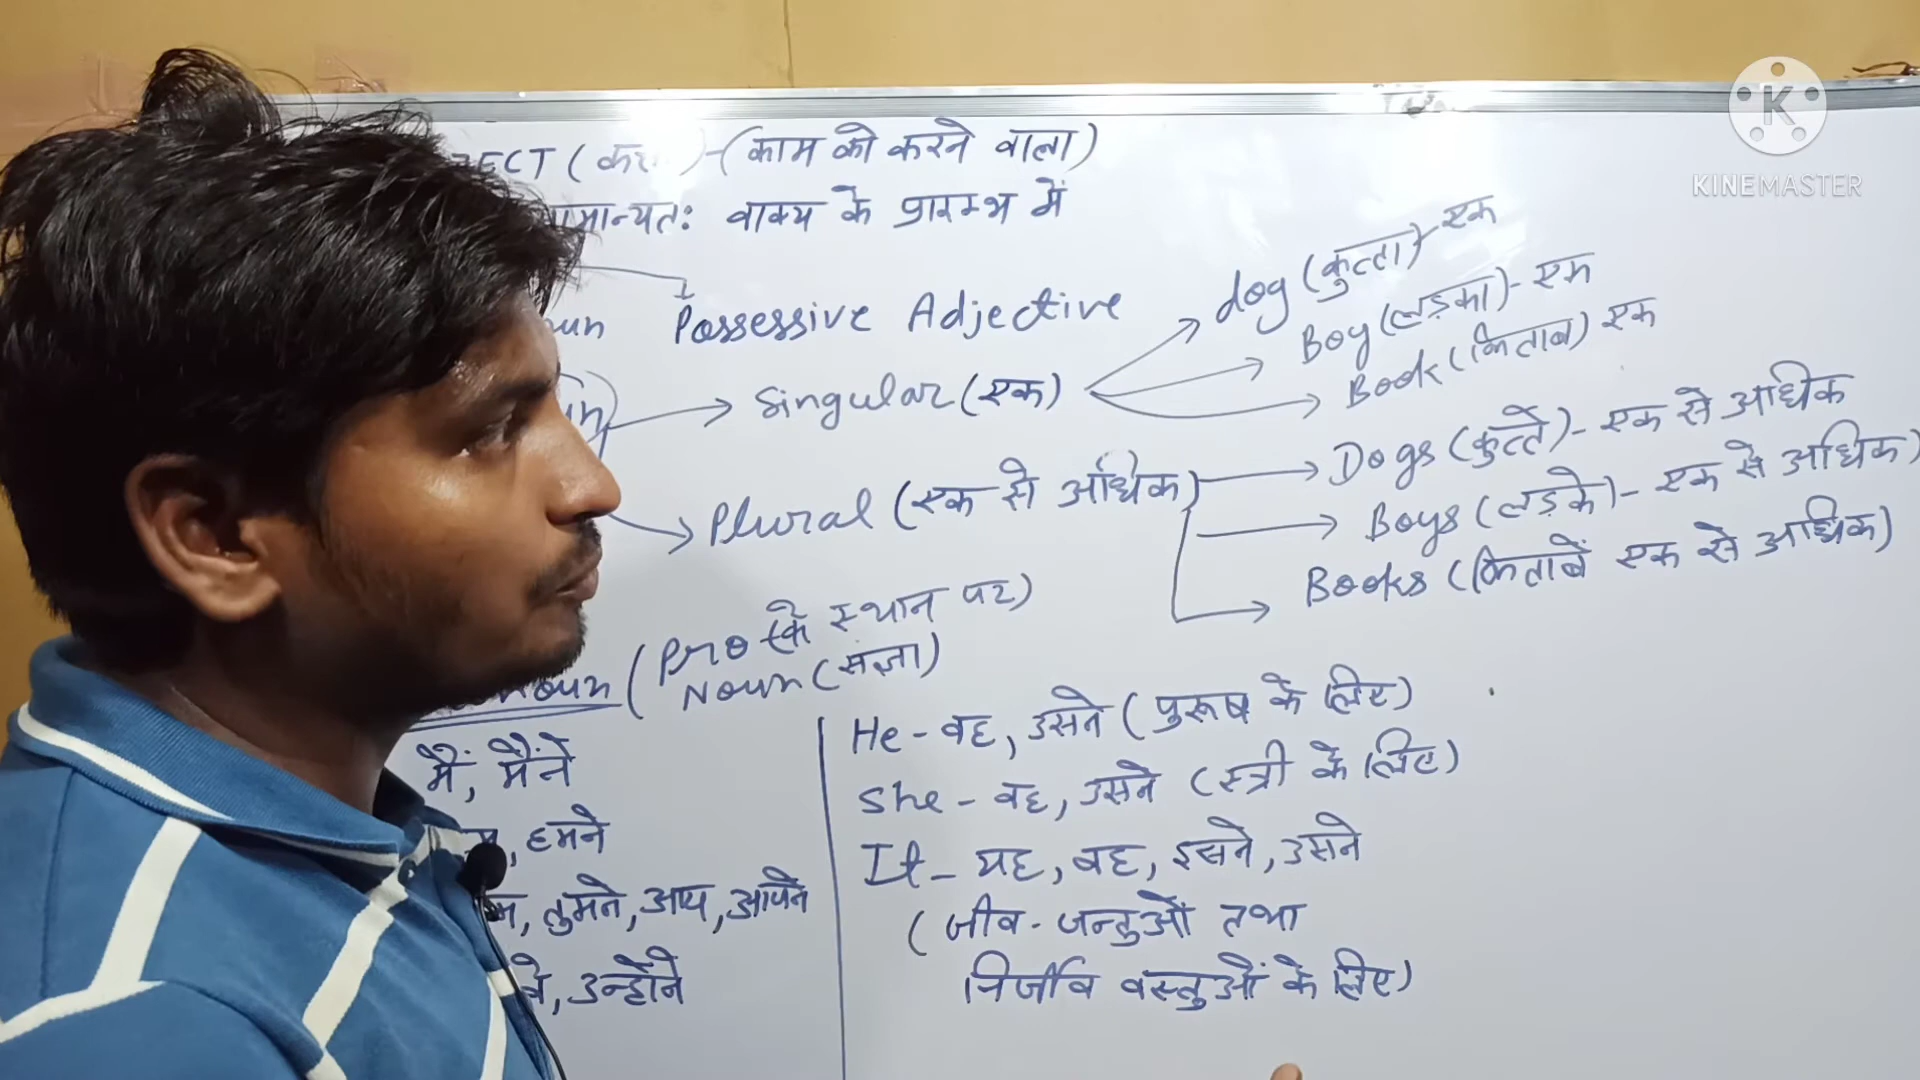 KINEMASTER
ECT ( )-(काम को करने वाला)
सामान्यतः वाक्य के प्रारम्भ में
un Possessive Adjective
Singular (एक)
dog (कुत्ता)-एक
Boy (लड़का)- एक
Book (किताब) एक
Plural (एक से अधिक)
Dogs (कुत्ते)- एक से अधिक
Boys (लड़के)- एक से अधिक)
Books (किताबें एक से अधिक)
noun (Pro (के स्थान पर)
Noun (संज्ञा)
मैं, मैंने
, हमने
म, तुमने, आप, आपने
वे, उन्होंने
He- वह, उसने (पुरूष के लिए)
She - वह, उसने (स्त्री के लिए)
It - यह, वह, इसने, उसने
(जीव-जन्तुओं तथा
निर्जीव वस्तुओं के लिए)